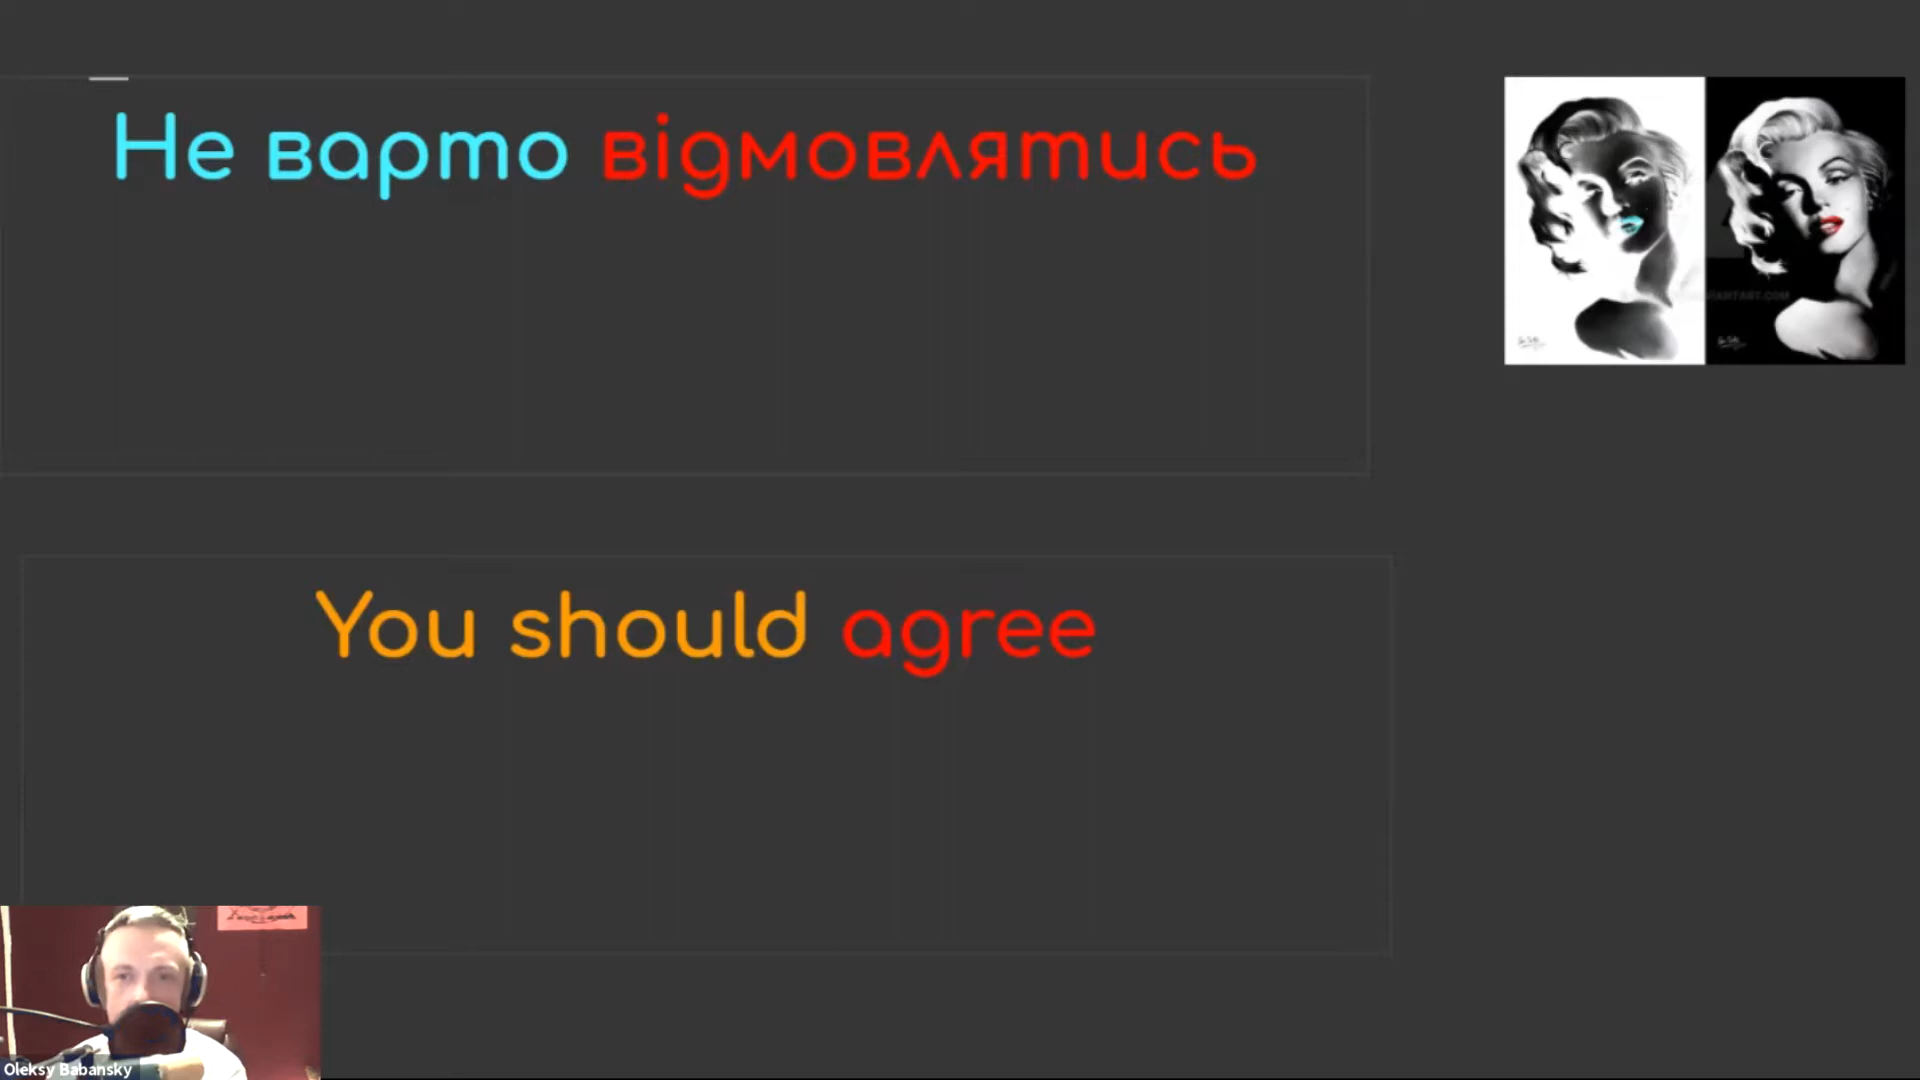 Не варто відмовлятись
You should agree
Oleksy Babansky